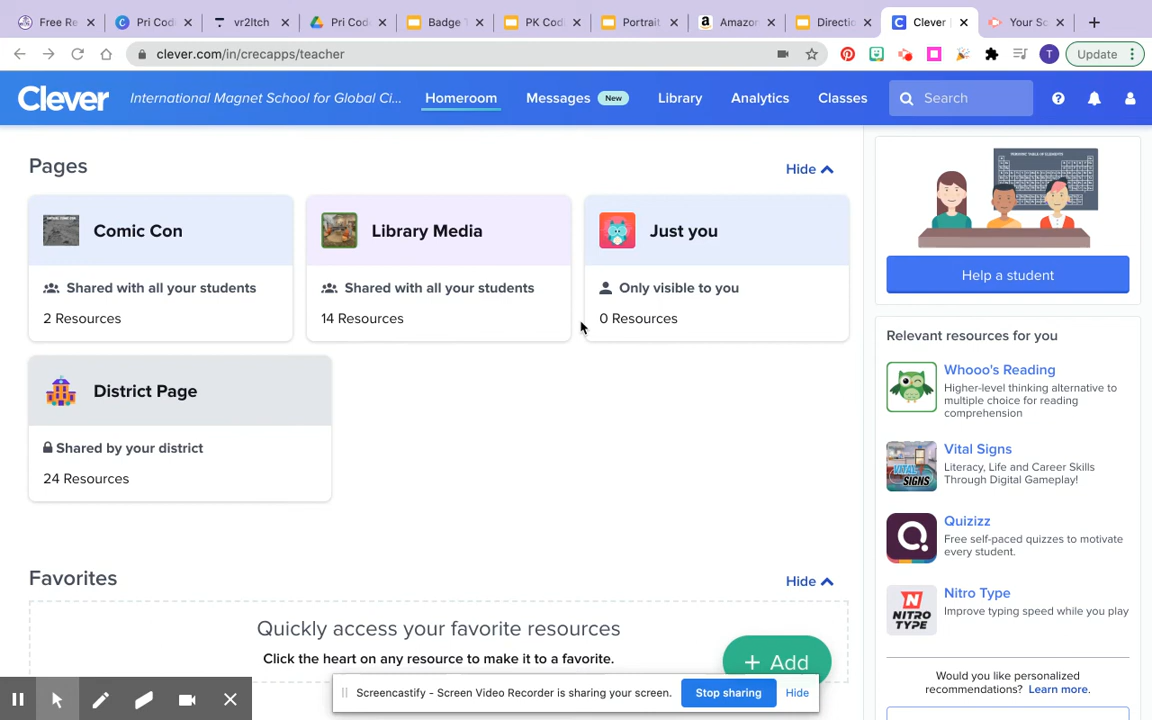 Free Re
Pri Cod
vr2ltch
Pri Cod
Badge T
PK Cod
Portrait
Amazon
Directio
Clever
Your Sc
clever.com/in/crecapps/teacher
T
Update
Clever
International Magnet School for Global Ci...
Homeroom
Messages New
Library
Analytics
Classes
Search
Pages
Hide
Comic Con
Shared with all your students
2 Resources
Library Media
Shared with all your students
14 Resources
Just you
Only visible to you
0 Resources
District Page
Shared by your district
24 Resources
Favorites
Hide
Quickly access your favorite resources
Click the heart on any resource to make it to a favorite.
+ Add
Help a student
Relevant resources for you
Whooo's Reading
Higher-level thinking alternative to
multiple choice for reading
comprehension
VITAL SIGNS
Vital Signs
Literacy, Life and Career Skills
Through Digital Gameplay!
Quizizz
Free self-paced quizzes to motivate
every student.
NITRO
TYPE
Nitro Type
Improve typing speed while you play
Would you like personalized
recommendations? Learn more.
Screencastify - Screen Video Recorder is sharing your screen.
Stop sharing
Hide